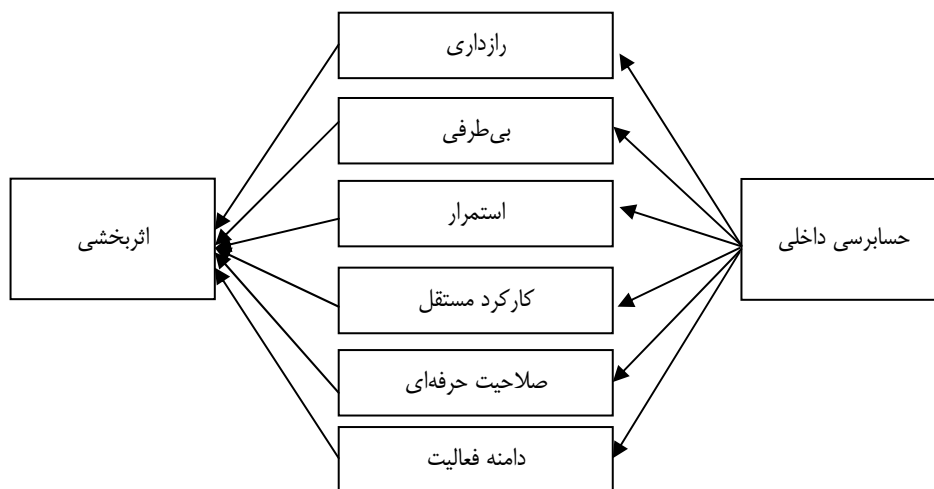 رازداری
بی‌طرفی
استمرار
حسابرسی داخلی
اثربخشی
کارکرد مستقل
صلاحیت حرفه‌ای
دامنه فعالیت